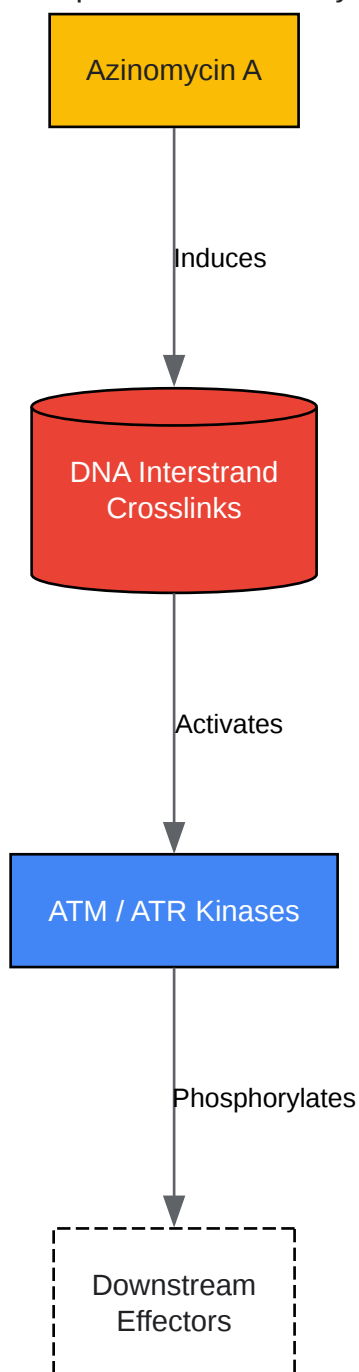 Azinomycin A
Induces
DNA Interstrand
Crosslinks
Activates
ATM / ATR Kinases
Phosphorylates
Downstream
Effectors